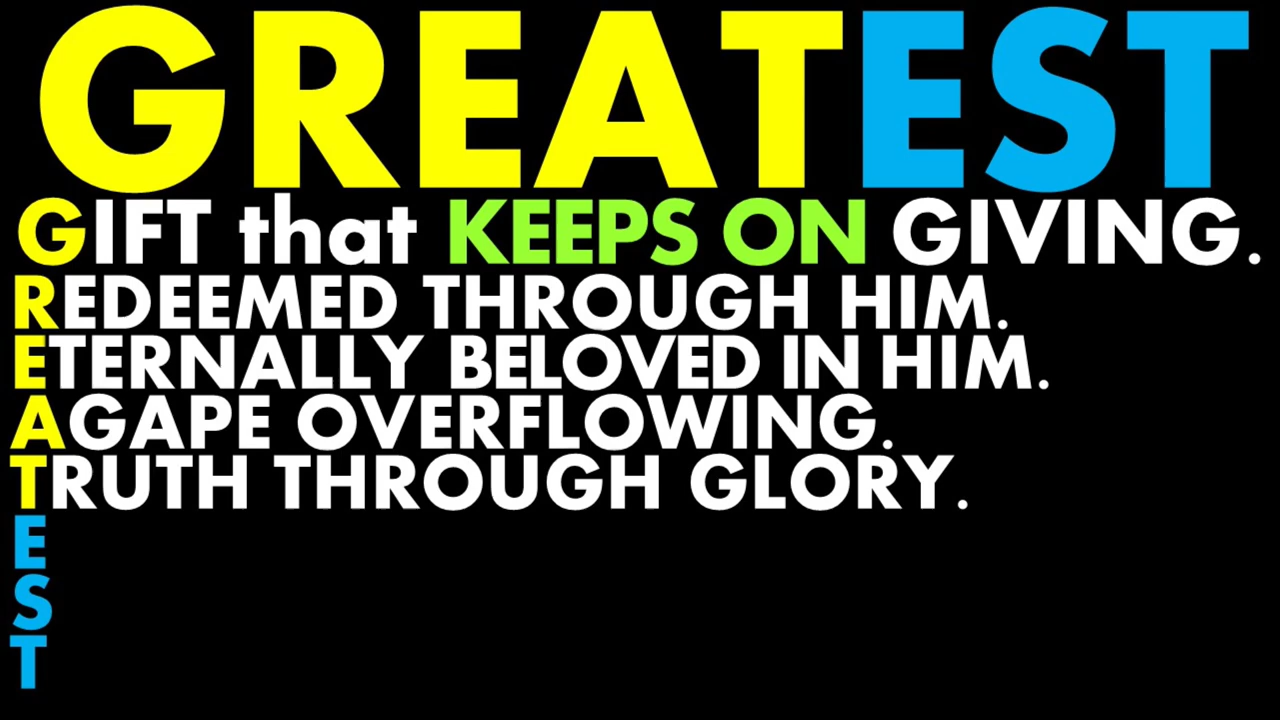 GREATEST
GIFT that KEEPS ON GIVING.
REDEEMED THROUGH HIM.
ETERNALLY BELOVED IN HIM.
AGAPE OVERFLOWING.
TRUTH THROUGH GLORY.
E
S
T